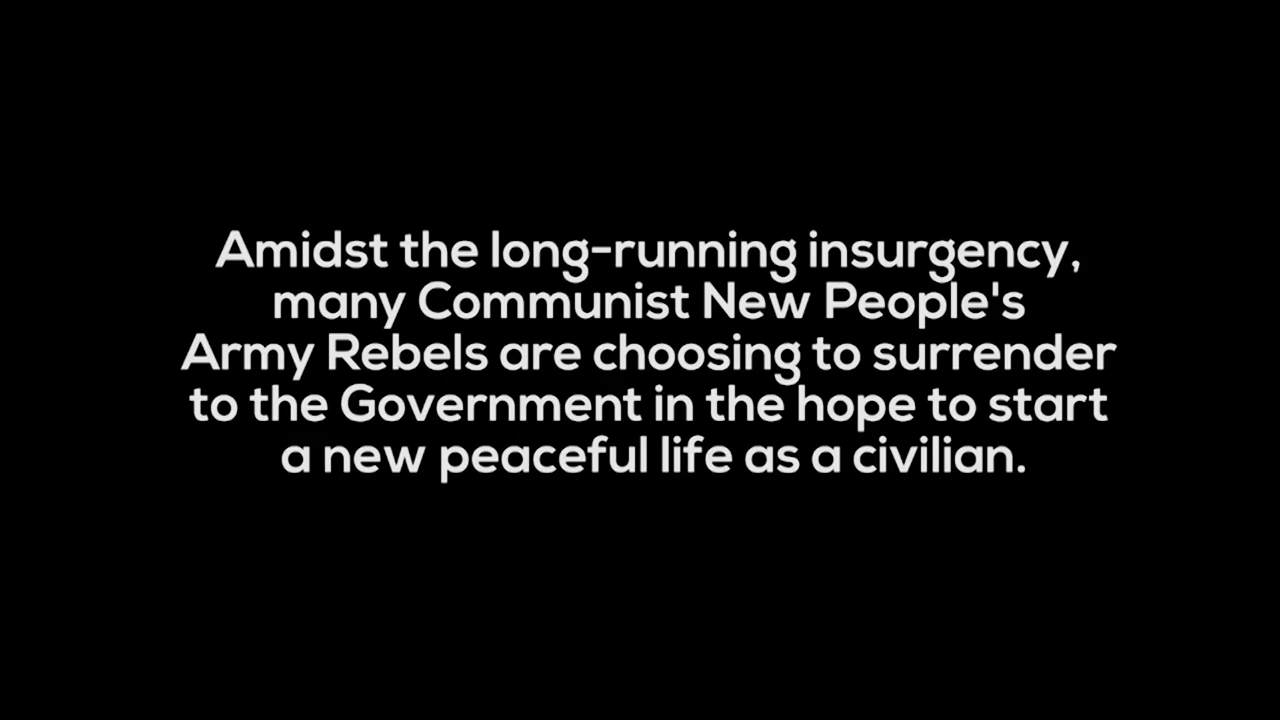 Amidst the long-running insurgency,
many Communist New People's
Army Rebels are choosing to surrender
to the Government in the hope to start
a new peaceful life as a civilian.